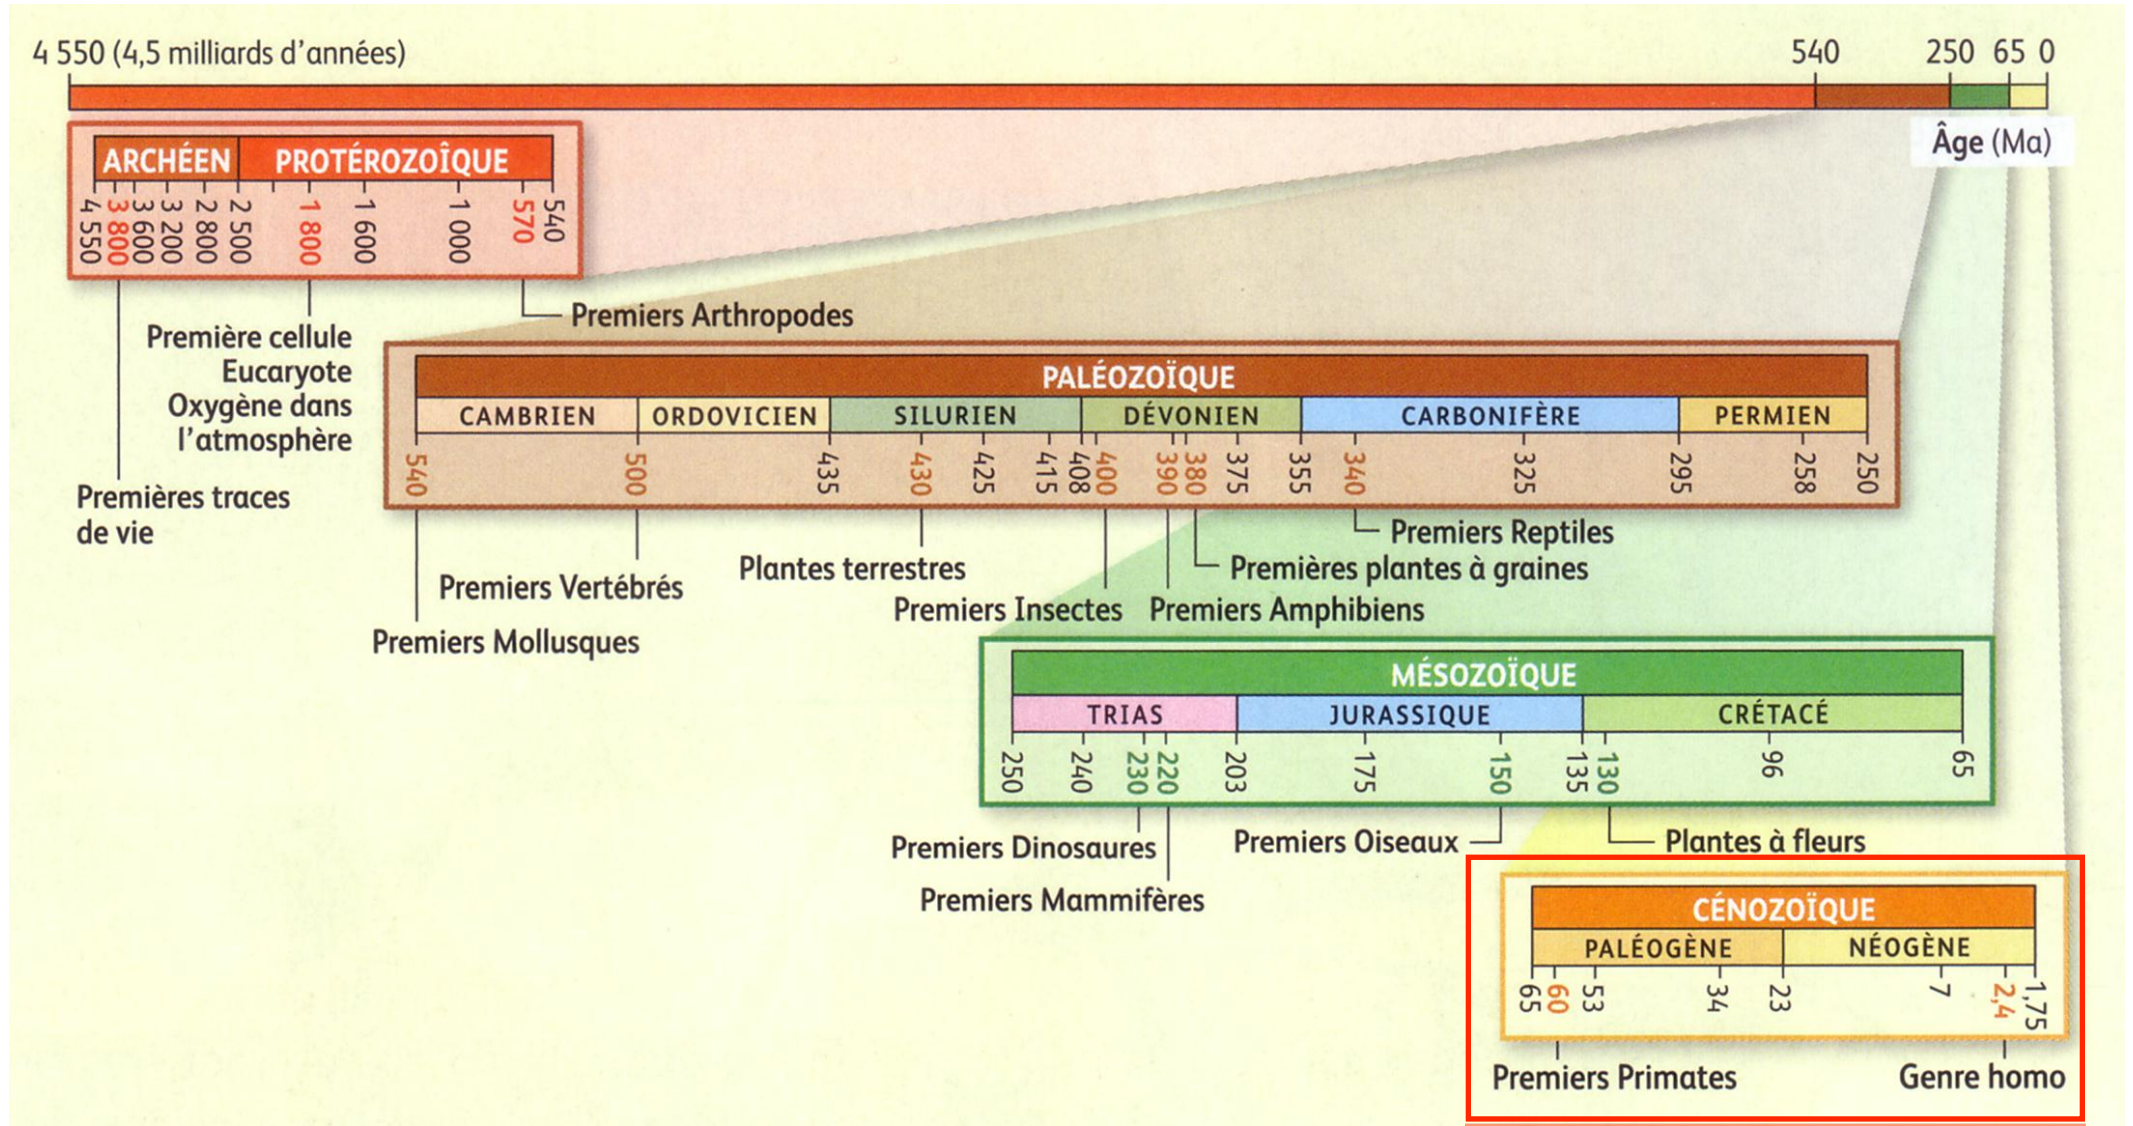 4 550 (4,5 milliards d'années)
540 250 65 0
Âge (Ma)
ARCHÉEN PROTÉROZOÎQUE
4 550 3 800 3 600 3 200 2 800 2 500 1 800 1 600 1 000 570 540
Premiers Arthropodes
Première cellule
Eucaryote
Oxygène dans
l'atmosphère
Premières traces
de vie
PALÉOZOÏQUE
CAMBRIEN ORDOVICIEN SILURIEN DÉVONIEN CARBONIFÈRE PERMIEN
540 500 435 430 425 415 408 400 390 380 375 355 340 325 295 258 250
Premiers Reptiles
Plantes terrestres
Premières plantes à graines
Premiers Vertébrés
Premiers Insectes
Premiers Amphibiens
Premiers Mollusques
MÉSOZOÏQUE
TRIAS JURASSIQUE CRÉTACÉ
250 240 230 220 203 175 150 135 130 96 65
Premiers Dinosaures
Premiers Oiseaux
Plantes à fleurs
Premiers Mammifères
CÉNOZOÏQUE
PALÉOGÈNE NÉOGÈNE
65 60 53 34 23 7 2,4 1,75
Premiers Primates
Genre homo